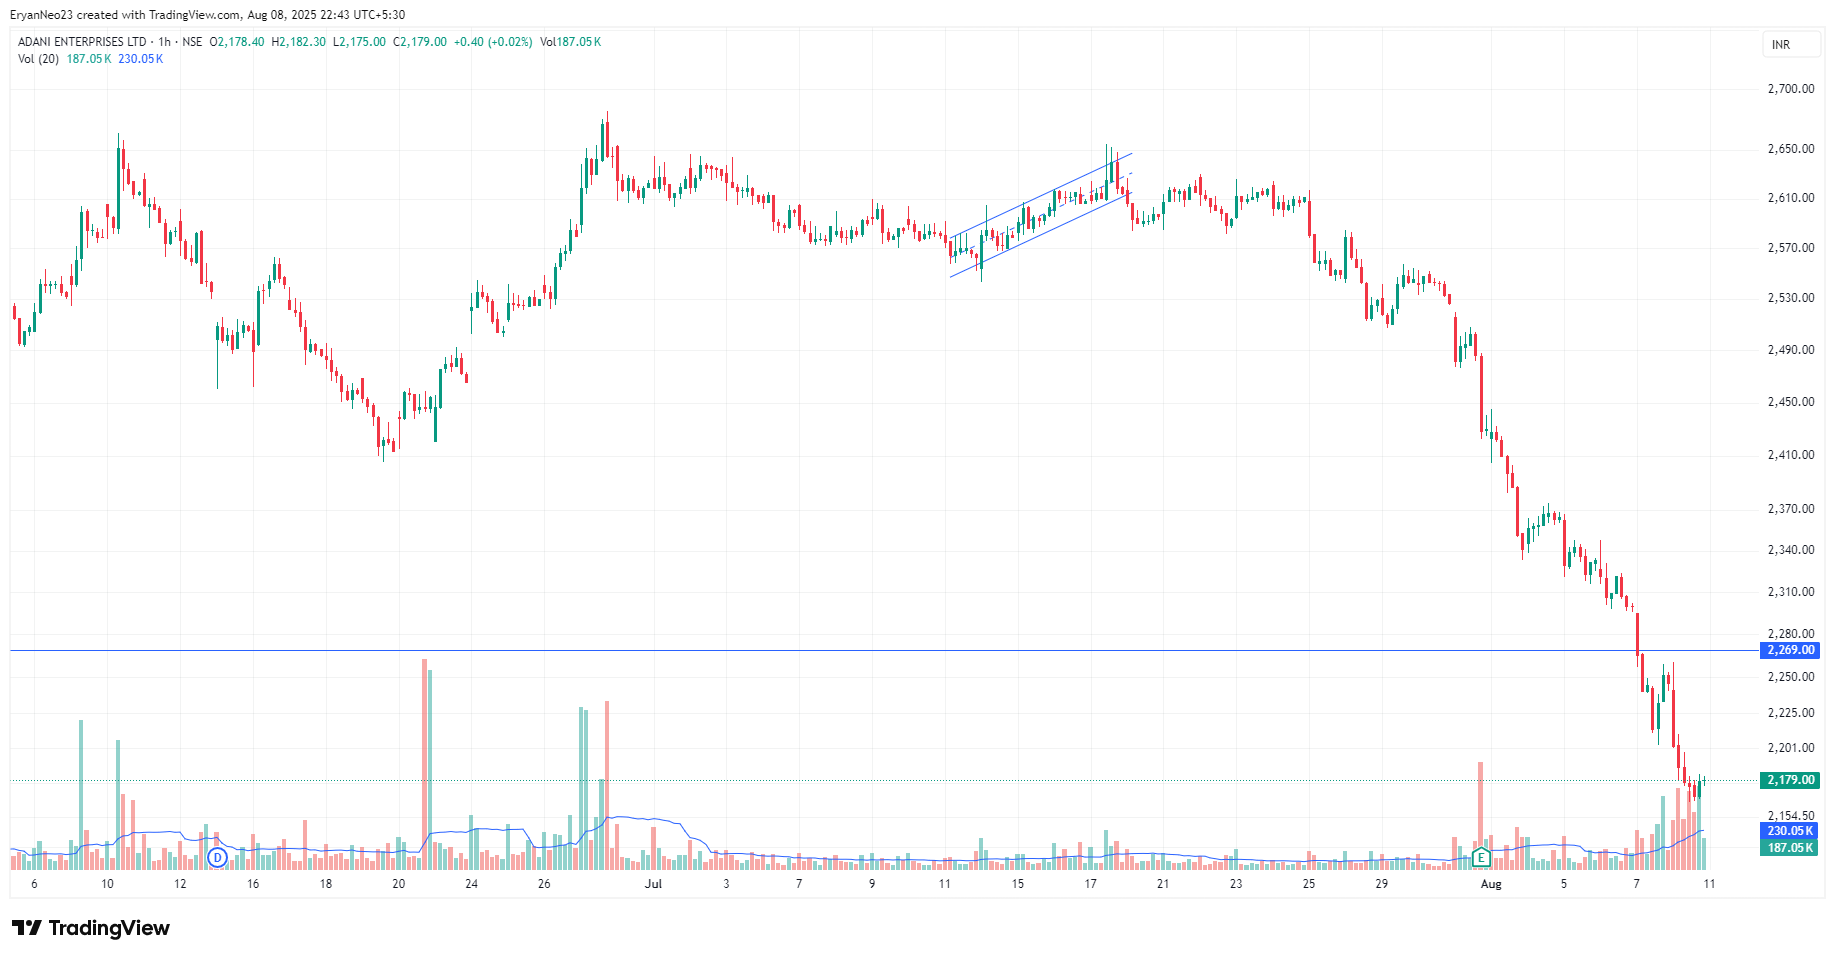 EryanNeo23 created with TradingView.com, Aug 08, 2025 22:43 UTC+5:30
ADANI ENTERPRISES LTD · 1h · NSE O2,178.40 H2,182.30 L2,175.00 C2,179.00 +0.40 (+0.02%) Vol187.05K
Vol (20) 187.05K 230.05K
INR
2,700.00
2,650.00
2,610.00
2,570.00
2,530.00
2,490.00
2,450.00
2,410.00
2,370.00
2,340.00
2,310.00
2,280.00
2,269.00
2,250.00
2,225.00
2,201.00
2,179.00
2,154.50
230.05K
187.05K
D
E
6 10 12 16 18 20 24 26 Jul 3 7 9 11 15 17 21 23 25 29 Aug 5 7 11
TradingView